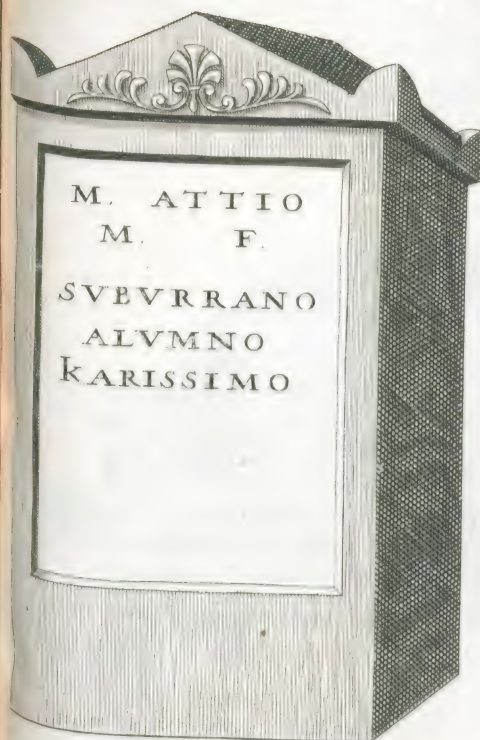 M. ATTIO
M. F.
SVBVRRANO
ALVMNO
KARISSIMO